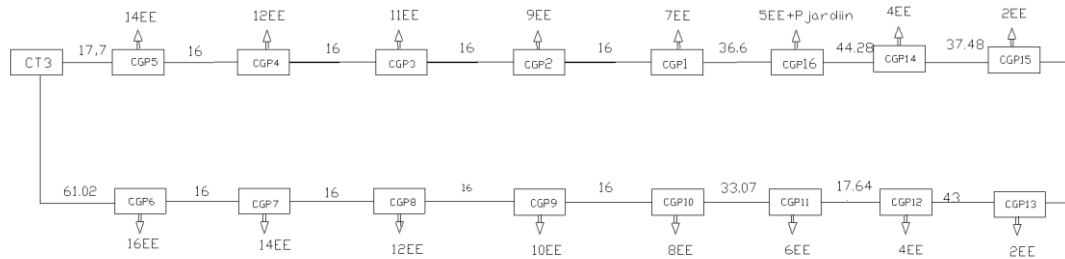 14EE 12EE 11EE 9EE 7EE 5EE+P jardiin 4EE 2EE
17,7 16 16 16 16 36.6 44.28 37.48
CT3 CGP5 CGP4 CGP3 CGP2 CGP1 CGP16 CGP14 CGP15
61.02 16 16 16 16 33.07 17.64 43
CGP6 CGP7 CGP8 CGP9 CGP10 CGP11 CGP12 CGP13
16EE 14EE 12EE 10EE 8EE 6EE 4EE 2EE